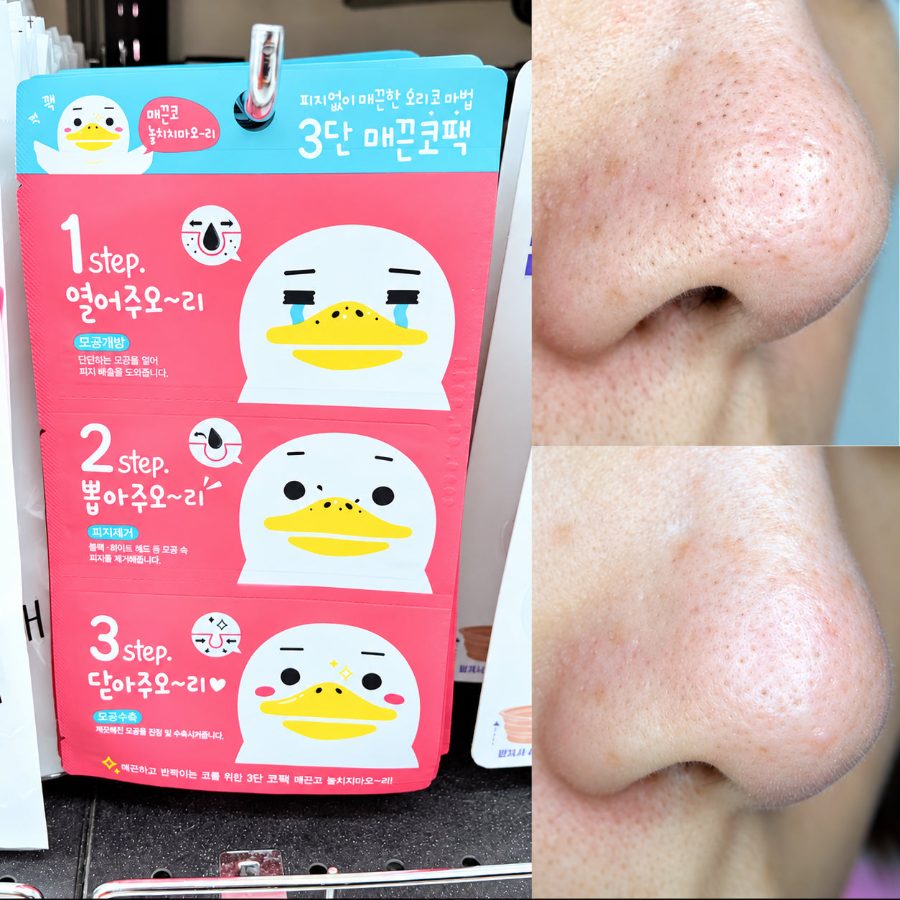 꽥
매끈코
놓치지마오~리
피지없이 매끈한 오리코 마법
3단 매끈코팩
1 step.
열어주오~리
모공개방
단단하는 모공을 열어
피지 배출을 도와줍니다.
2 step.
뽑아주오~리
피지제거
블랙·화이트 헤드 등 모공 속
피지를 제거해줍니다.
3 step.
닫아주오~리♥
모공수축
깨끗해진 모공을 진정 및 수축시켜줍니다.
매끈하고 반짝이는 코를 위한 3단 코팩 매끈코 놓치지마오~리!
H